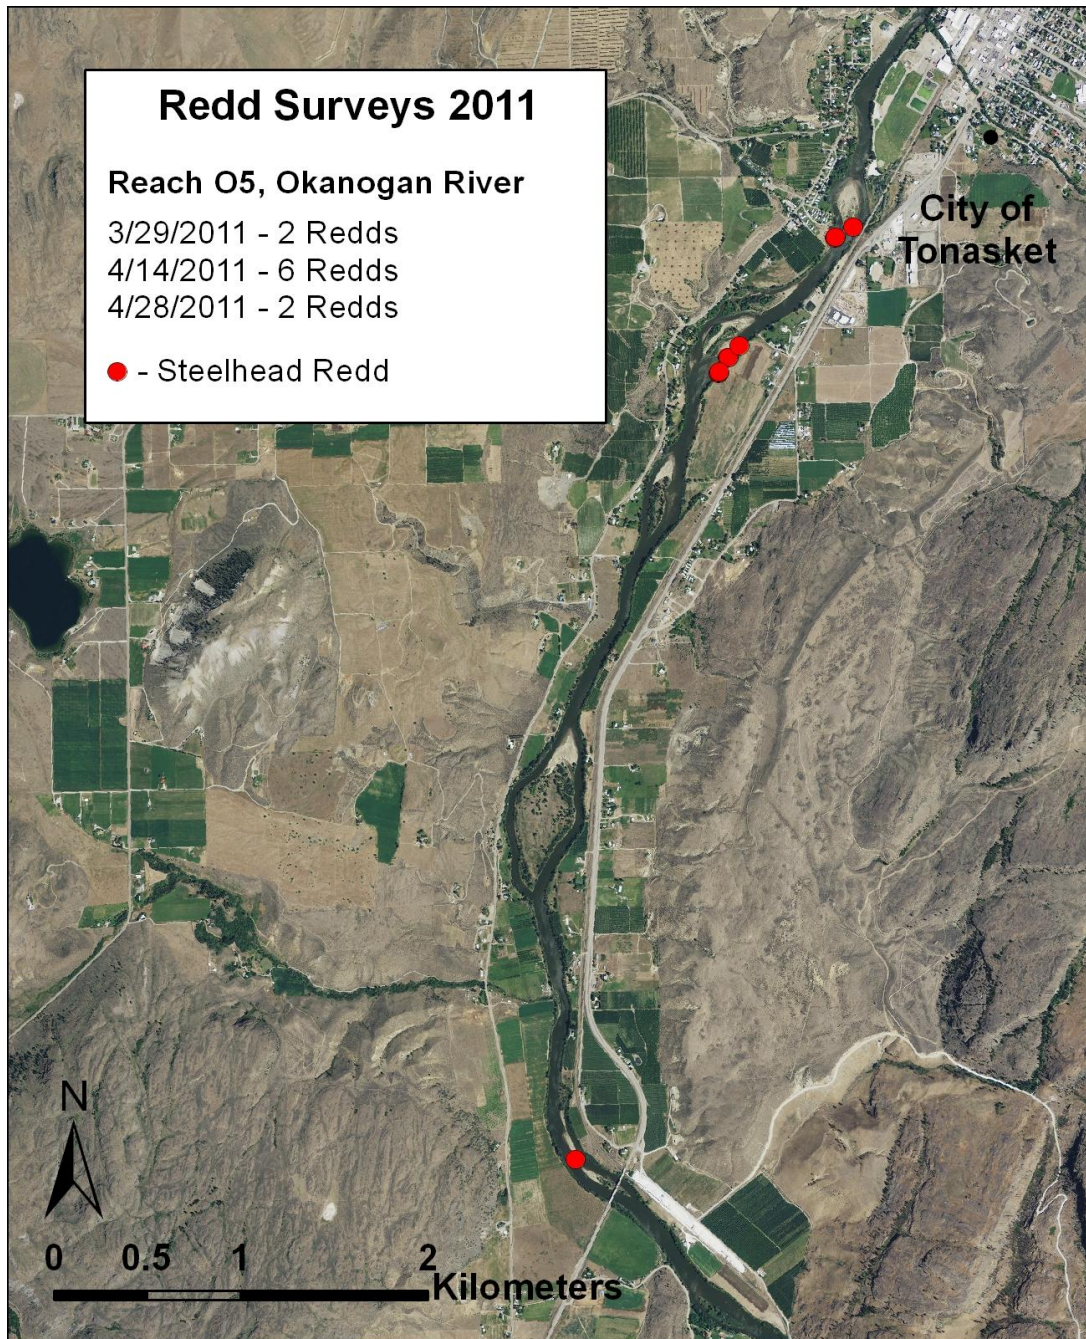 Redd Surveys 2011
Reach O5, Okanogan River
3/29/2011 - 2 Redds
4/14/2011 - 6 Redds
4/28/2011 - 2 Redds
- Steelhead Redd
City of
Tonasket
N
0 0.5 1 2
Kilometers